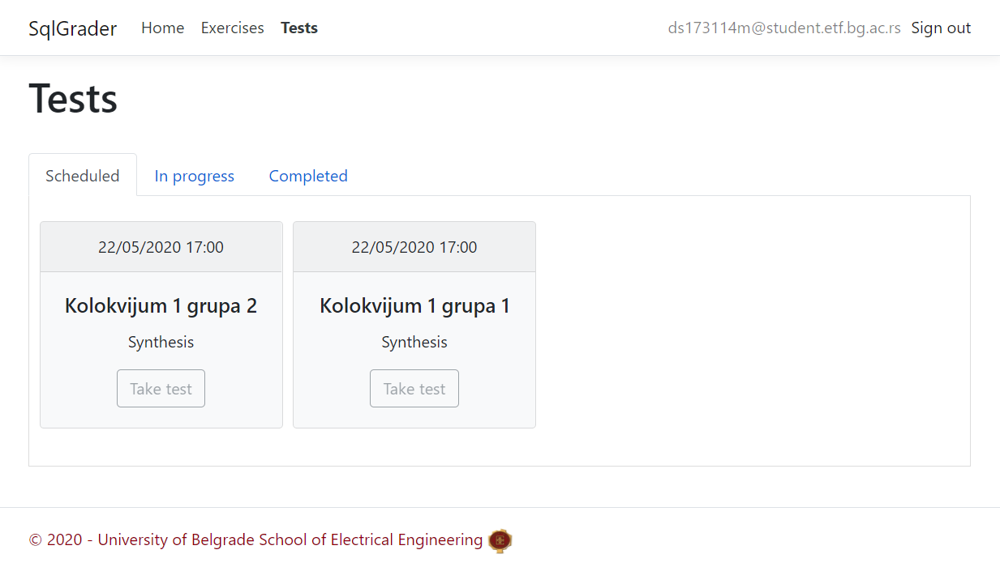 SqlGrader Home Exercises Tests ds173114m@student.etf.bg.ac.rs Sign out
Tests
Scheduled In progress Completed
22/05/2020 17:00
Kolokvijum 1 grupa 2
Synthesis
Take test
22/05/2020 17:00
Kolokvijum 1 grupa 1
Synthesis
Take test
© 2020 - University of Belgrade School of Electrical Engineering